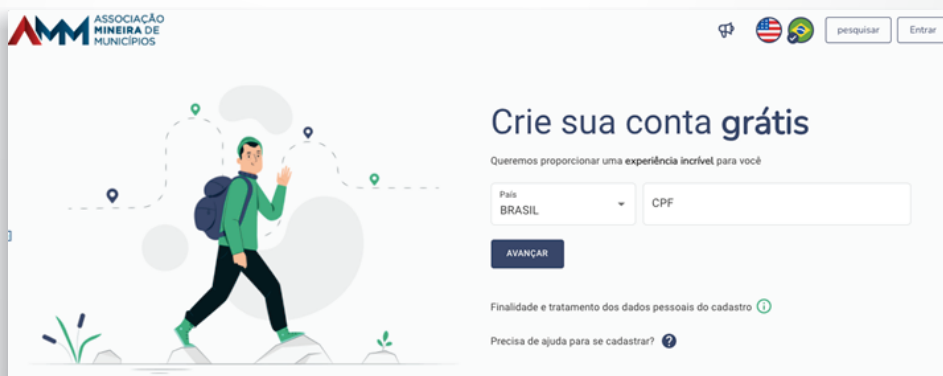 AMM
ASSOCIAÇÃO
MINEIRA DE
MUNICÍPIOS
pesquisar
Entrar
Crie sua conta grátis
Queremos proporcionar uma experiência incrível para você
País
BRASIL
CPF
AVANÇAR
Finalidade e tratamento dos dados pessoais do cadastro
Precisa de ajuda para se cadastrar?